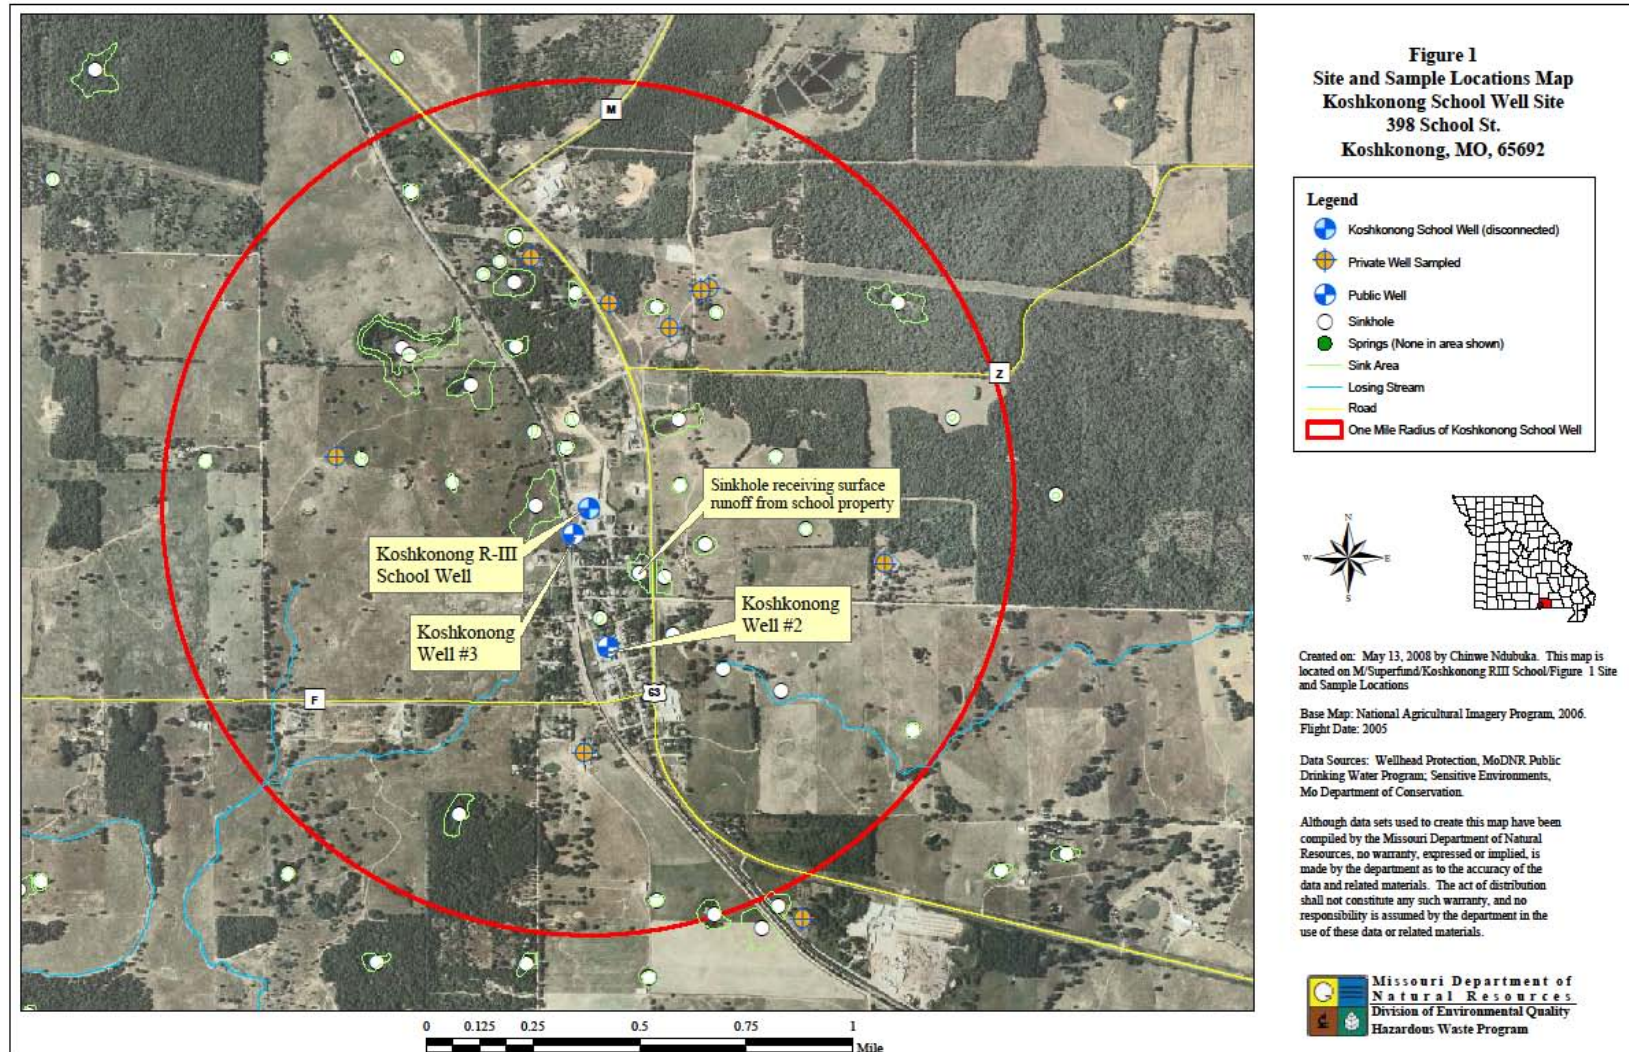 Figure 1
Site and Sample Locations Map
Koshkonong School Well Site
398 School St.
Koshkonong, MO, 65692
Legend
Koshkonong School Well (disconnected)
Private Well Sampled
Public Well
Sinkhole
Springs (None in area shown)
Sink Area
Losing Stream
Road
One Mile Radius of Koshkonong School Well
M
Z
Sinkhole receiving surface
runoff from school property
Koshkonong R-III
School Well
Koshkonong
Well #3
Koshkonong
Well #2
63
F
N
W
E
S
Created on: May 13, 2008 by Chinwe Ndubuka. This map is
located on M/Superfund/Koshkonong RIII School/Figure 1 Site
and Sample Locations
Base Map: National Agricultural Imagery Program, 2006.
Flight Date: 2005
Data Sources: Wellhead Protection, MoDNR Public
Drinking Water Program; Sensitive Environments,
Mo Department of Conservation.
Although data sets used to create this map have been
compiled by the Missouri Department of Natural
Resources, no warranty, expressed or implied, is
made by the department as to the accuracy of the
data and related materials. The act of distribution
shall not constitute any such warranty, and no
responsibility is assumed by the department in the
use of these data or related materials.
Missouri Department of
Natural Resources
Division of Environmental Quality
Hazardous Waste Program
0 0.125 0.25 0.5 0.75 1
Mile